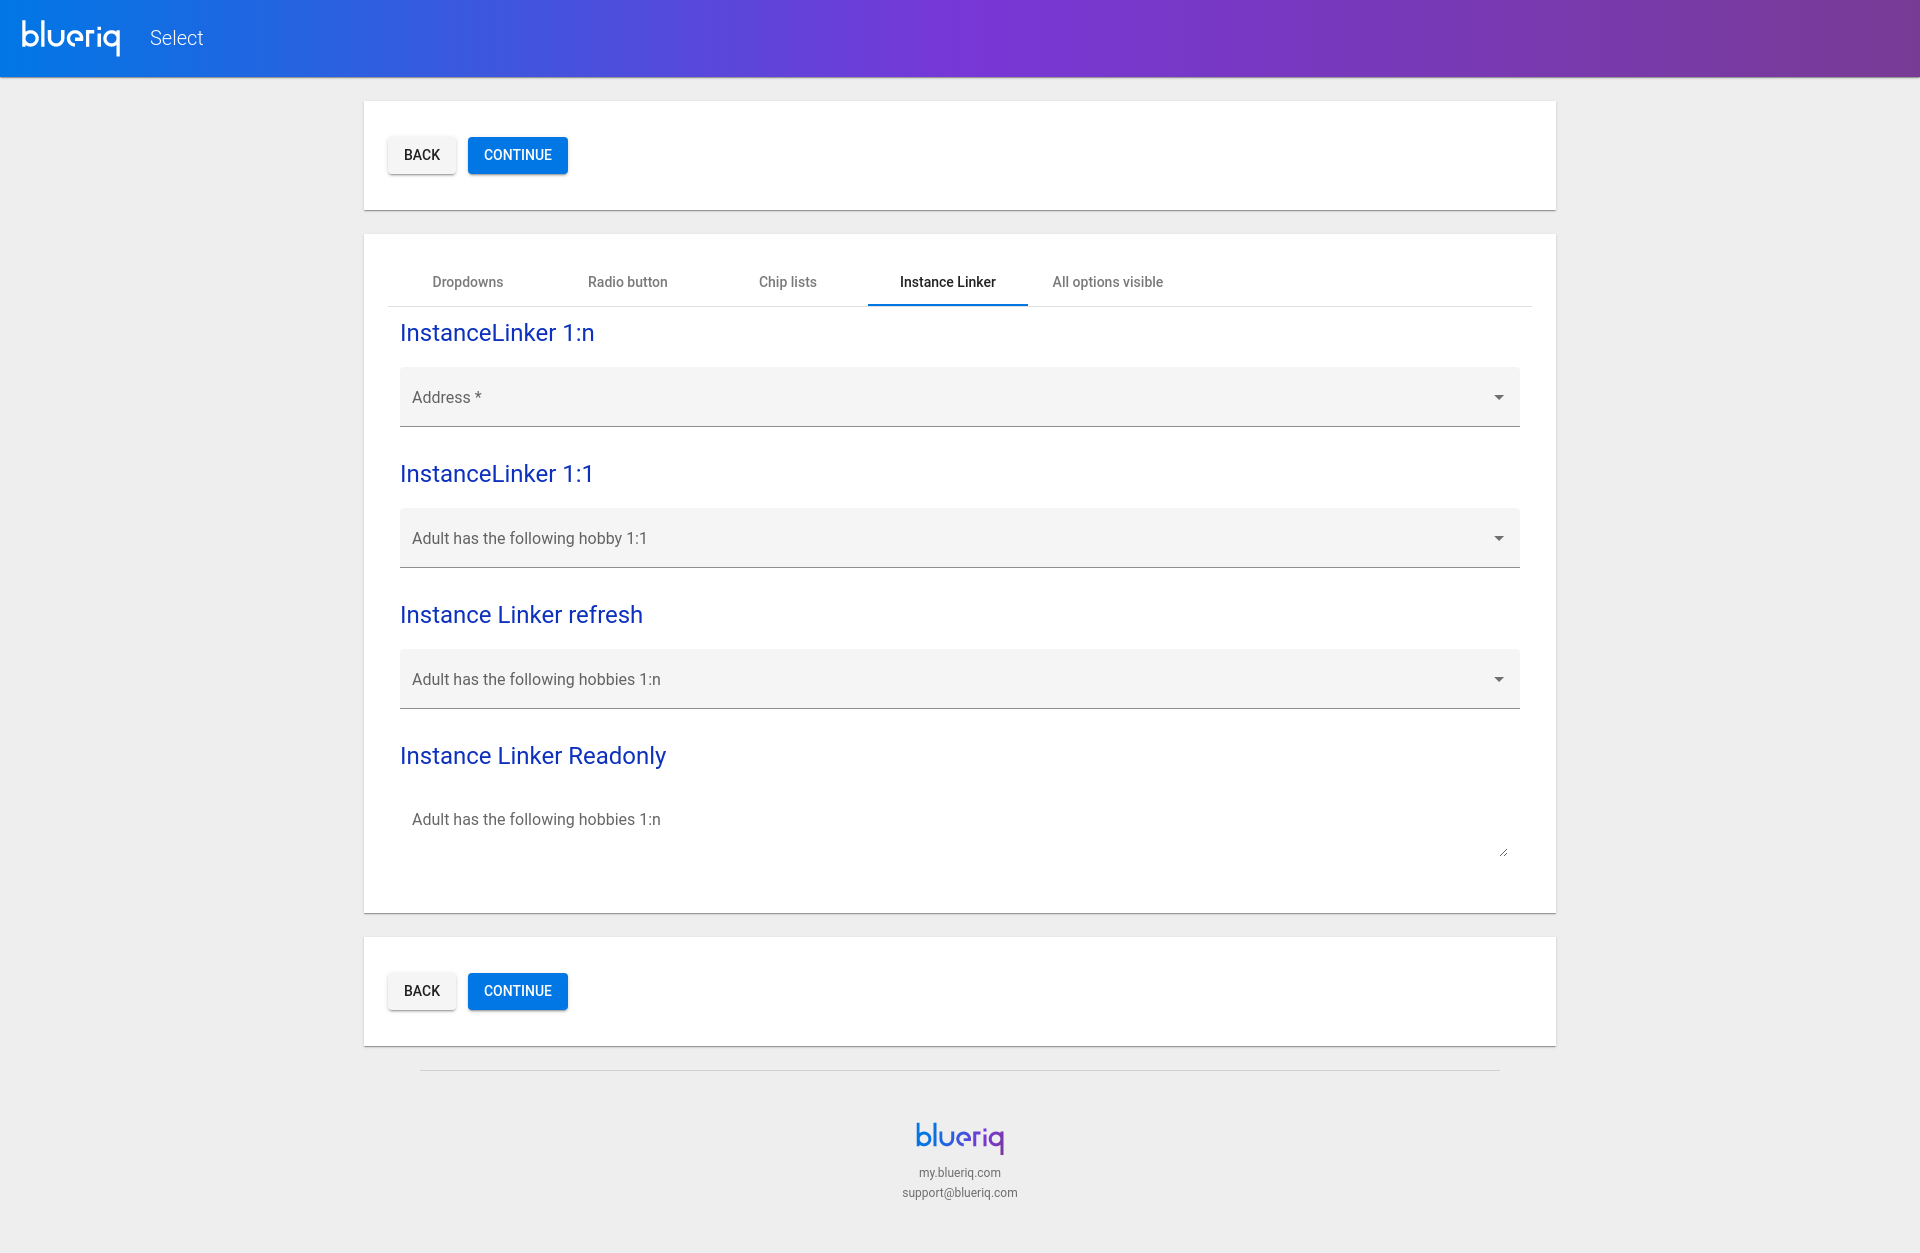 blueriq Select
BACK CONTINUE
Dropdowns Radio button Chip lists Instance Linker All options visible
InstanceLinker 1:n
Address *
InstanceLinker 1:1
Adult has the following hobby 1:1
Instance Linker refresh
Adult has the following hobbies 1:n
Instance Linker Readonly
Adult has the following hobbies 1:n
BACK CONTINUE
blueriq
my.blueriq.com
support@blueriq.com